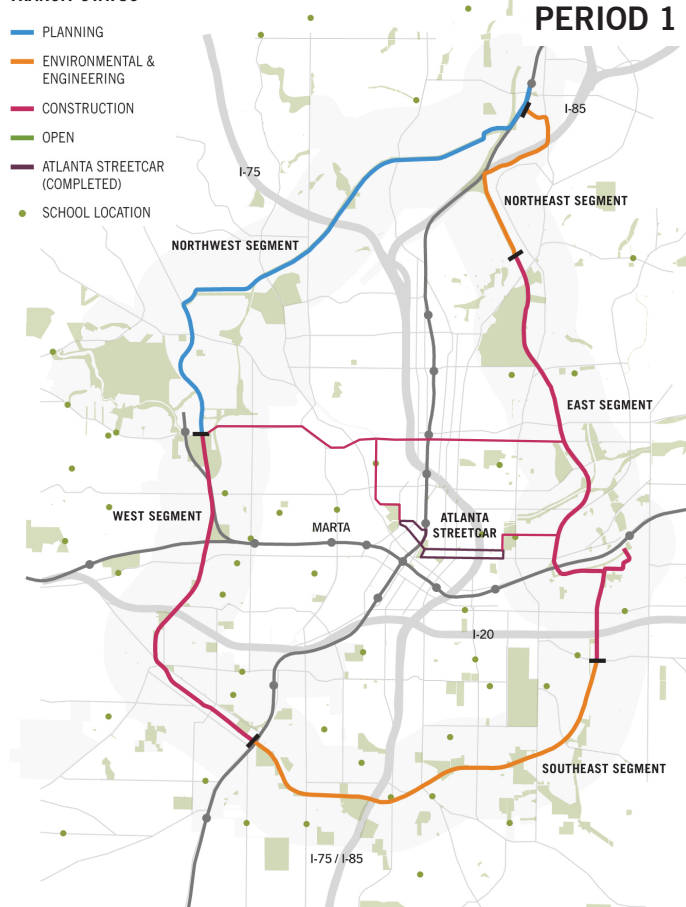 PERIOD 1
PLANNING
ENVIRONMENTAL &
ENGINEERING
CONSTRUCTION
OPEN
ATLANTA STREETCAR
(COMPLETED)
SCHOOL LOCATION
I-85
I-75
NORTHEAST SEGMENT
NORTHWEST SEGMENT
EAST SEGMENT
WEST SEGMENT
MARTA
ATLANTA
STREETCAR
I-20
SOUTHEAST SEGMENT
I-75 / I-85